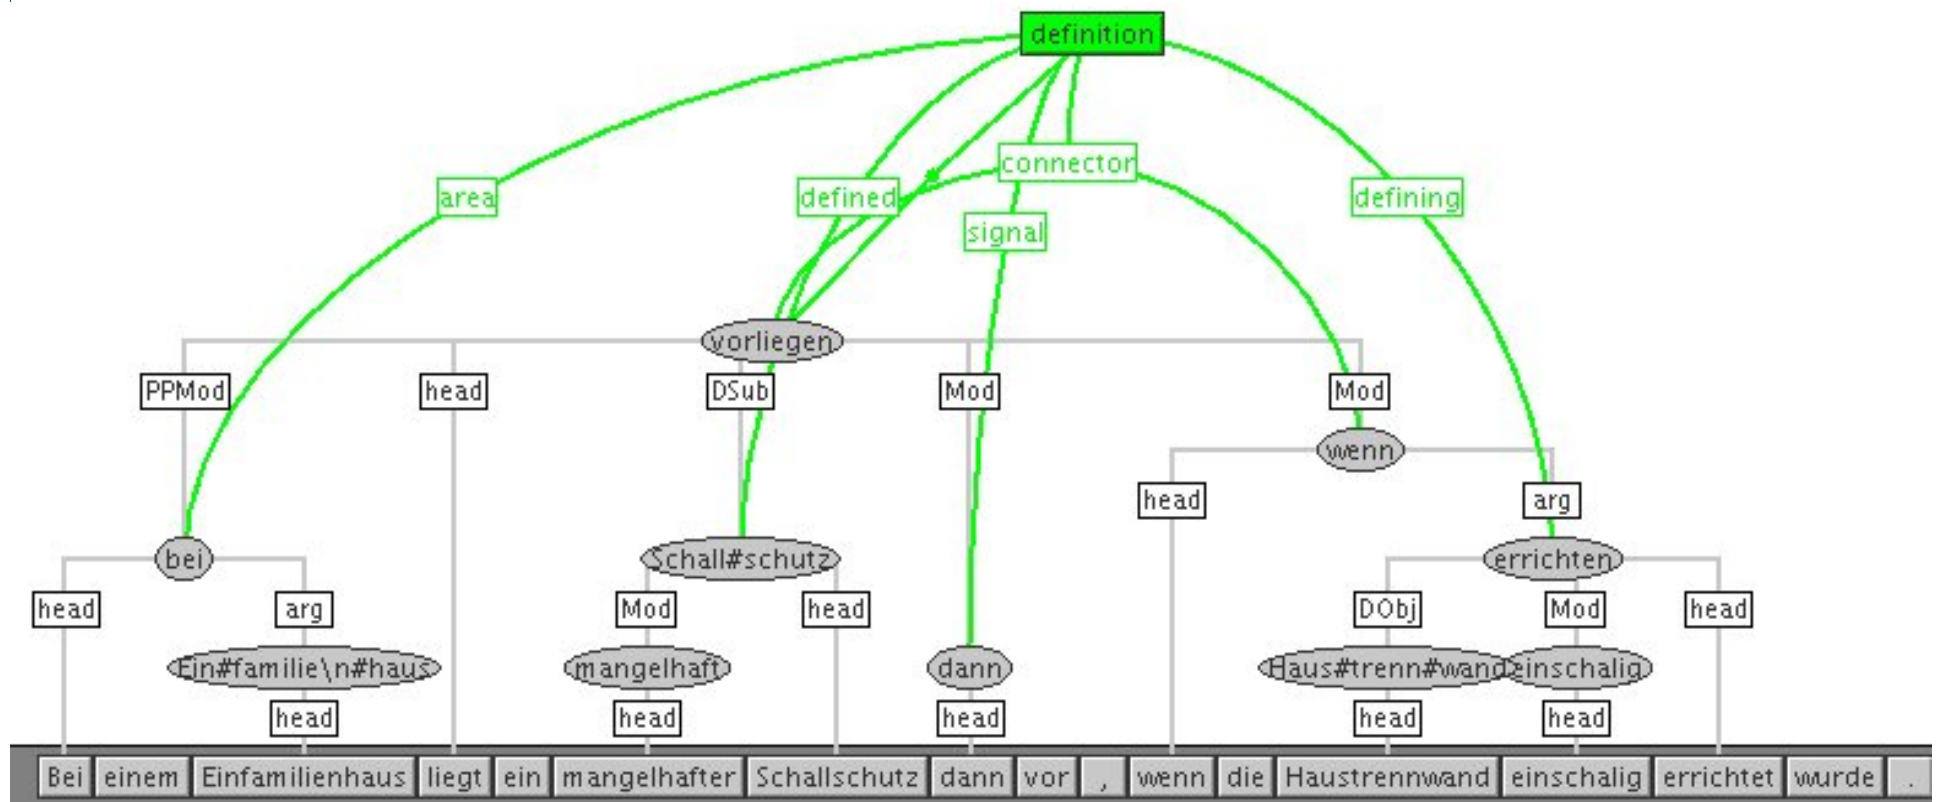 definition
connector
area defined defining
signal
vorliegen
PPMod head DSub Mod Mod
wenn
head arg
bei Schall#schutz errichten
head arg Mod head DObj Mod head
Ein#familie\n#haus mangelhaft dann Haus#trenn#wand einschalig
head head head head head
Bei einem Einfamilienhaus liegt ein mangelhafter Schallschutz dann vor , wenn die Haustrennwand einschalig errichtet wurde .